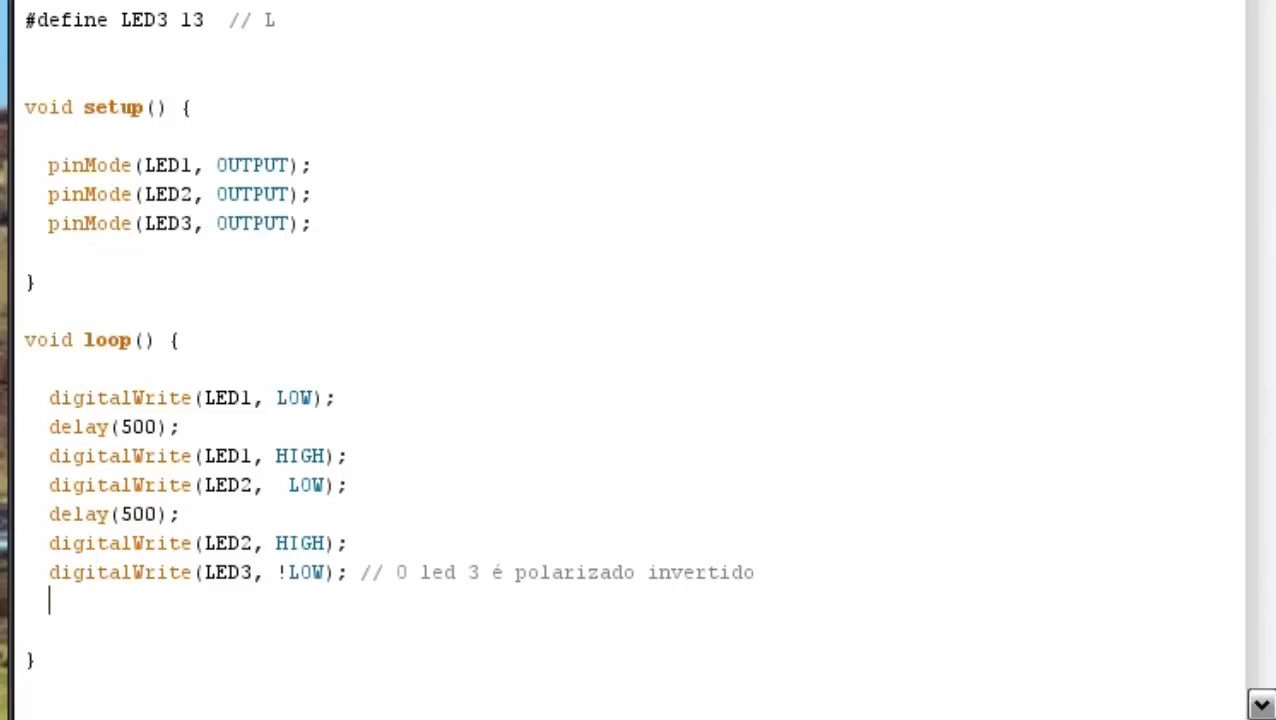 #define LED3 13 // L
void setup() {
pinMode(LED1, OUTPUT);
pinMode(LED2, OUTPUT);
pinMode(LED3, OUTPUT);
}
void loop() {
digitalWrite(LED1, LOW);
delay(500);
digitalWrite(LED1, HIGH);
digitalWrite(LED2,  LOW);
delay(500);
digitalWrite(LED2, HIGH);
digitalWrite(LED3, !LOW); // O led 3 é polarizado invertido
}